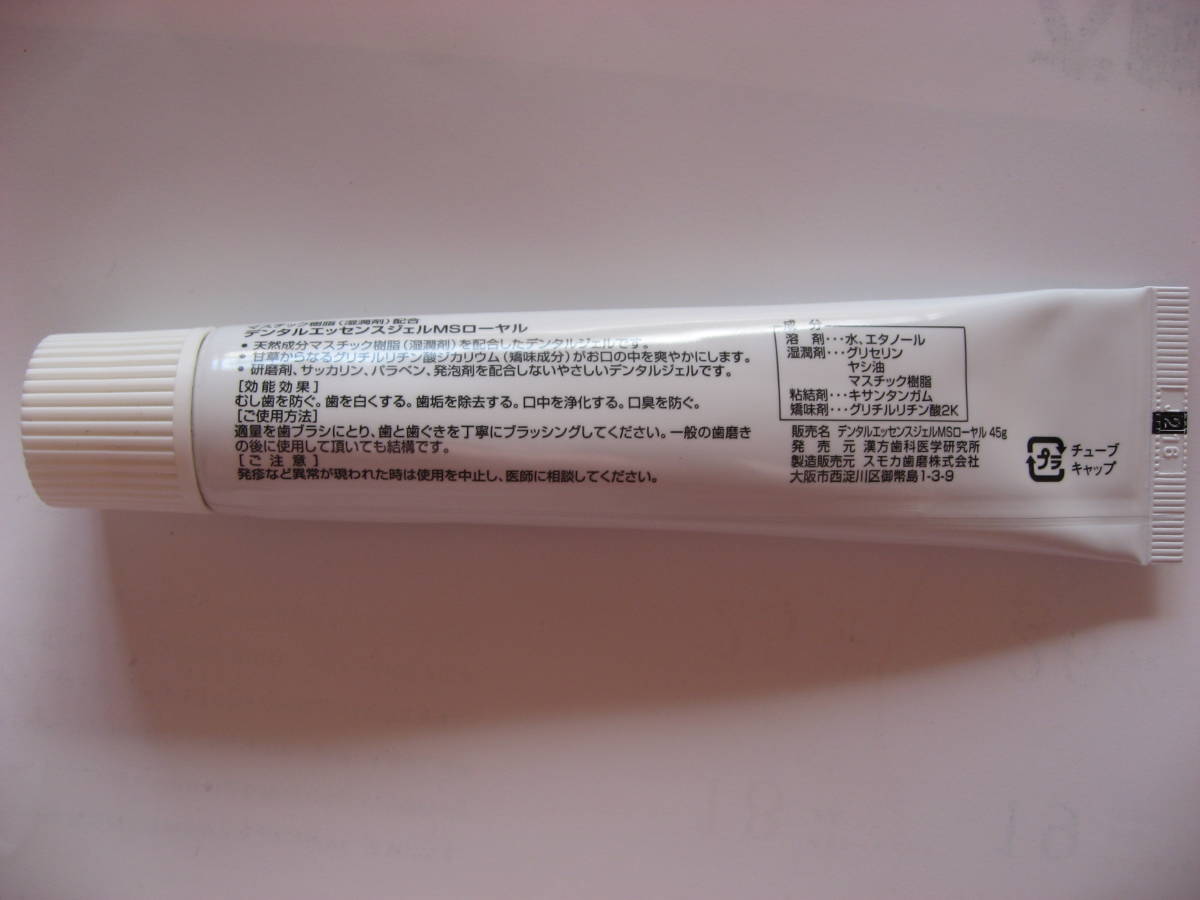 マスチック樹脂（湿潤剤）配合
デンタルエッセンスジェルMSローヤル
• 天然成分マスチック樹脂（湿潤剤）を配合したデンタルジェルです。
• 甘草からなるグリチルリチン酸ジカリウム（矯味成分）がお口の中を爽やかにします。
• 研磨剤、サッカリン、パラベン、発泡剤を配合しないやさしいデンタルジェルです。
［効能効果］
むし歯を防ぐ。歯を白くする。歯垢を除去する。口中を浄化する。口臭を防ぐ。
［ご使用方法］
適量を歯ブラシにとり、歯と歯ぐきを丁寧にブラッシングしてください。一般の歯磨き
の後に使用して頂いても結構です。
［ご注意］
発疹など異常が現われた時は使用を中止し、医師に相談してください。
成 分
溶 剤･･･水、エタノール
湿潤剤･･･グリセリン
ヤシ油
マスチック樹脂
粘結剤･･･キサンタンガム
矯味剤･･･グリチルリチン酸2K
販売名 デンタルエッセンスジェルMSローヤル 45g
発 売 元 漢方歯科医学研究所
製造販売元 スモカ歯磨株式会社
大阪市西淀川区御幣島1-3-9
プラ
チューブ
キャップ